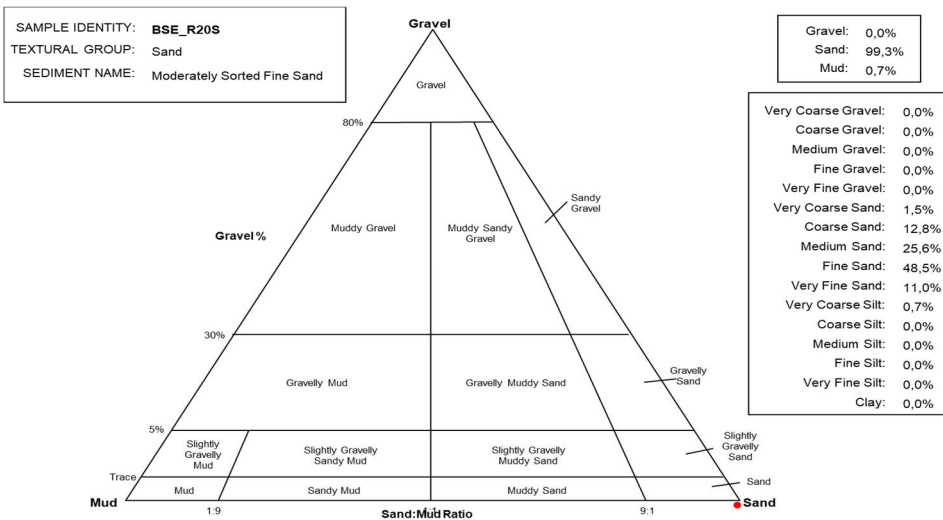 SAMPLE IDENTITY: BSE_R20S
TEXTURAL GROUP: Sand
SEDIMENT NAME: Moderately Sorted Fine Sand
Gravel: 0,0%
Sand: 99,3%
Mud: 0,7%
Very Coarse Gravel: 0,0%
Coarse Gravel: 0,0%
Medium Gravel: 0,0%
Fine Gravel: 0,0%
Very Fine Gravel: 0,0%
Very Coarse Sand: 1,5%
Coarse Sand: 12,8%
Medium Sand: 25,6%
Fine Sand: 48,5%
Very Fine Sand: 11,0%
Very Coarse Silt: 0,7%
Coarse Silt: 0,0%
Medium Silt: 0,0%
Fine Silt: 0,0%
Very Fine Silt: 0,0%
Clay: 0,0%
Gravel
Gravel
80%
Sandy
Gravel
Gravel %
Muddy Gravel
Muddy Sandy
Gravel
30%
Gravelly Mud
Gravelly Muddy Sand
Gravelly
Sand
5%
Slightly
Gravelly
Mud
Slightly Gravelly
Sandy Mud
Slightly Gravelly
Muddy Sand
Slightly
Gravelly
Sand
Trace
Mud
Sandy Mud
Muddy Sand
Sand
Mud
Sand
1:9
Sand:Mud Ratio
9:1